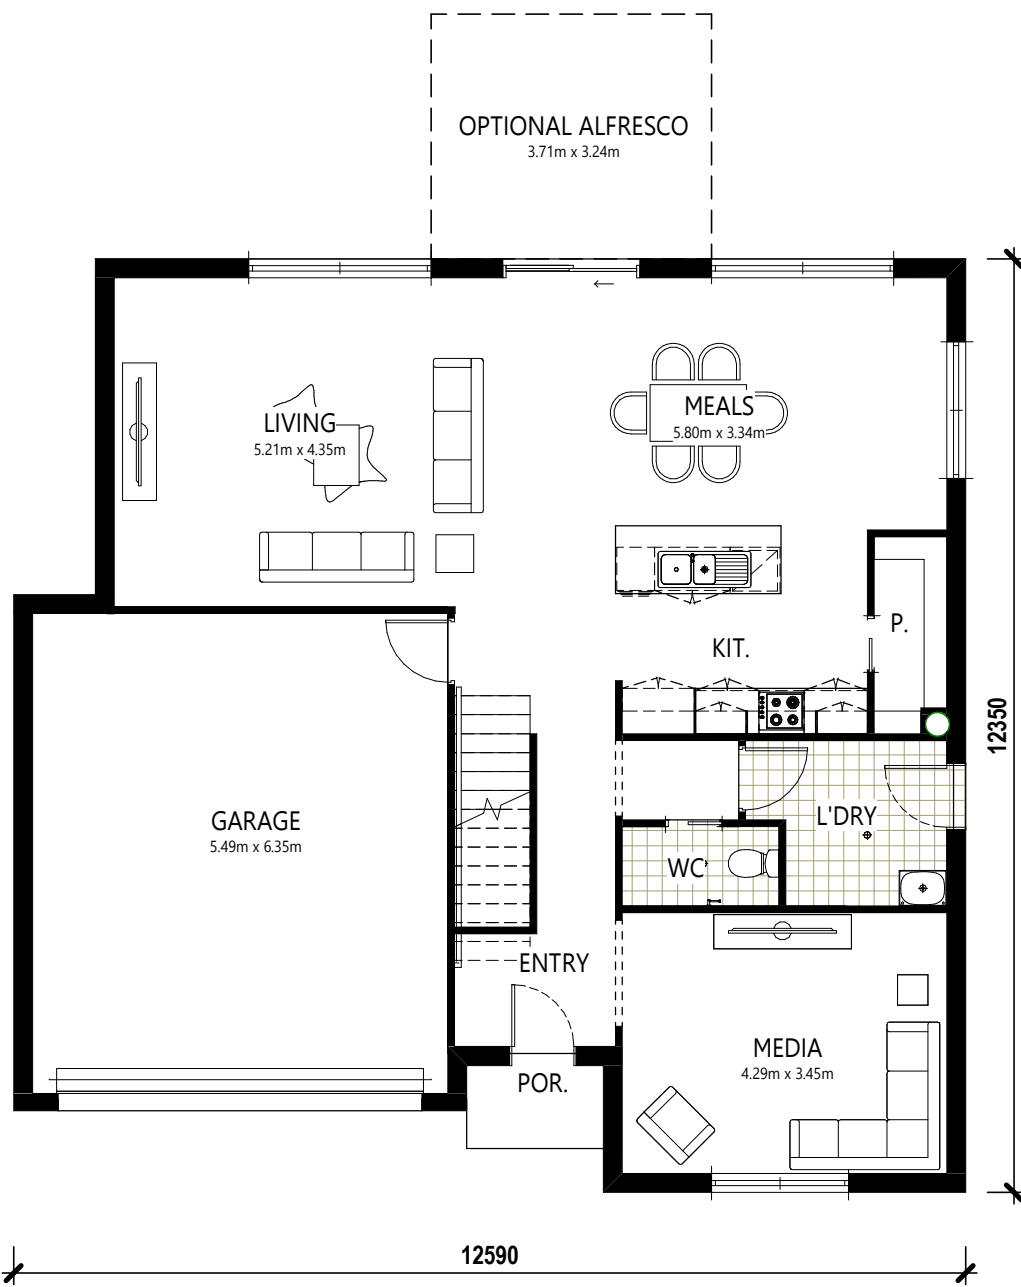 OPTIONAL ALFRESCO
3.71m x 3.24m
LIVING
5.21m x 4.35m
MEALS
5.80m x 3.34m
P.
KIT.
12350
GARAGE
5.49m x 6.35m
L'DRY
WC
ENTRY
MEDIA
4.29m x 3.45m
POR.
12590